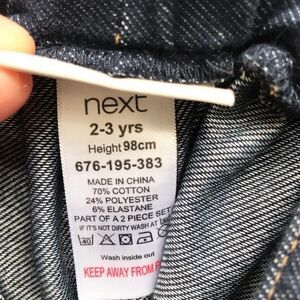 next
2-3 yrs
Height 98cm
676-195-383
MADE IN CHINA
70% COTTON
24% POLYESTER
6% ELASTANE
PART OF A 2 PIECE SET
IF IT'S NOT DIRTY WASH AT
40
Wash inside out
KEEP AWAY FROM